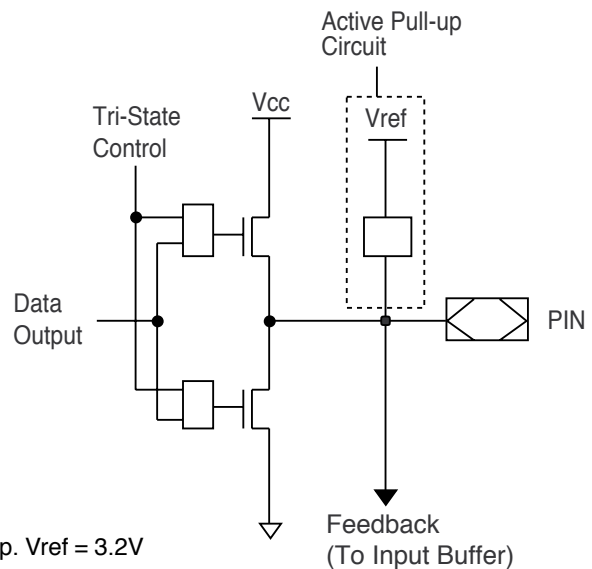 Active Pull-up
Circuit
Vcc
Vref
Tri-State
Control
Data
Output
PIN
Feedback
(To Input Buffer)
p. Vref = 3.2V